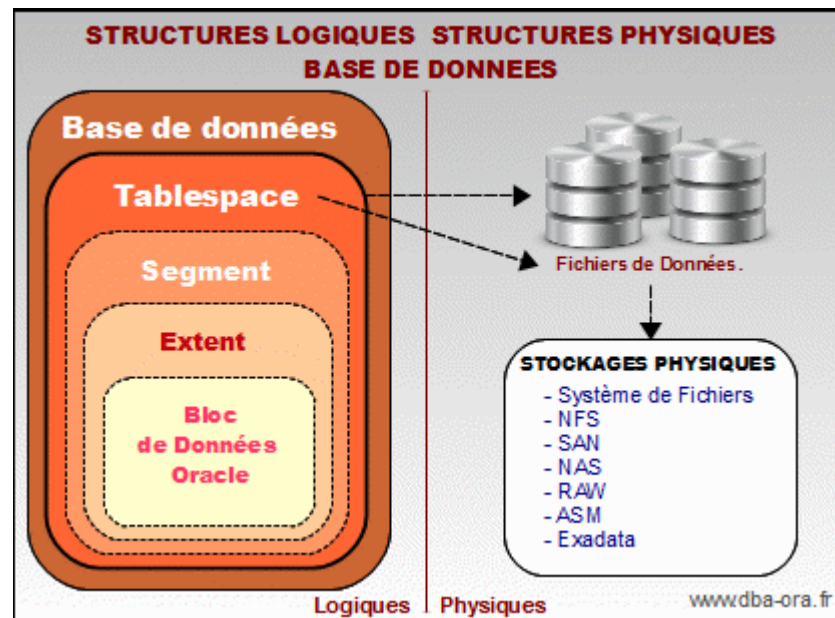 STRUCTURES LOGIQUES STRUCTURES PHYSIQUES
BASE DE DONNEES
Base de données
Tablespace
Segment
Extent
Bloc
de Données
Oracle
Fichiers de Données.
STOCKAGES PHYSIQUES
- Système de Fichiers
- NFS
- SAN
- NAS
- RAW
- ASM
- Exadata
Logiques Physiques
www.dba-ora.fr